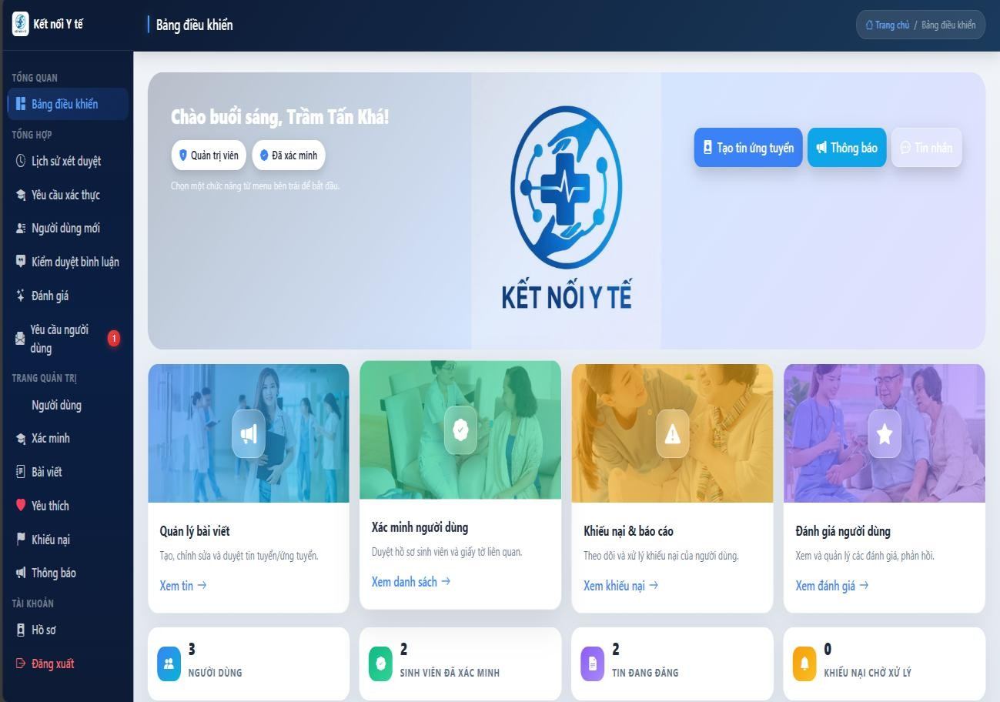 Kết nối Y tế
Bảng điều khiển
Trang chủ / Bảng điều khiển
TỔNG QUAN
Bảng điều khiển
TỔNG HỢP
Lịch sử xét duyệt
Yêu cầu xác thực
Người dùng mới
Kiểm duyệt bình luận
Đánh giá
Yêu cầu người
dùng
1
TRANG QUẢN TRỊ
Người dùng
Xác minh
Bài viết
Yêu thích
Khiếu nại
Thông báo
TÀI KHOẢN
Hồ sơ
Đăng xuất
Chào buổi sáng, Trầm Tấn Khá!
Quản trị viên
Đã xác minh
Chọn một chức năng từ menu bên trái để bắt đầu.
KẾT NỐI Y TẾ
Tạo tin ứng tuyển
Thông báo
Tin nhắn
Quản lý bài viết
Tạo, chỉnh sửa và duyệt tin tuyển/ứng tuyển.
Xem tin →
Xác minh người dùng
Duyệt hồ sơ sinh viên và giấy tờ liên quan.
Xem danh sách →
Khiếu nại & báo cáo
Theo dõi và xử lý khiếu nại của người dùng.
Xem khiếu nại →
Đánh giá người dùng
Xem và quản lý các đánh giá, phản hồi.
Xem đánh giá →
3
NGƯỜI DÙNG
2
SINH VIÊN ĐÃ XÁC MINH
2
TIN ĐANG ĐĂNG
0
KHIẾU NẠI CHỜ XỬ LÝ